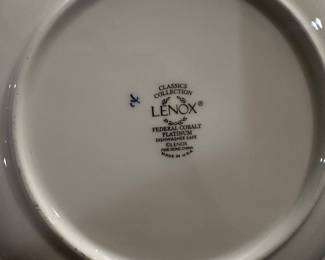 CLASSICS
COLLECTION
LENOX®
FEDERAL COBALT
PLATINUM
DISHWASHER SAFE
©LENOX
FINE BONE CHINA
MADE IN U.S.A.